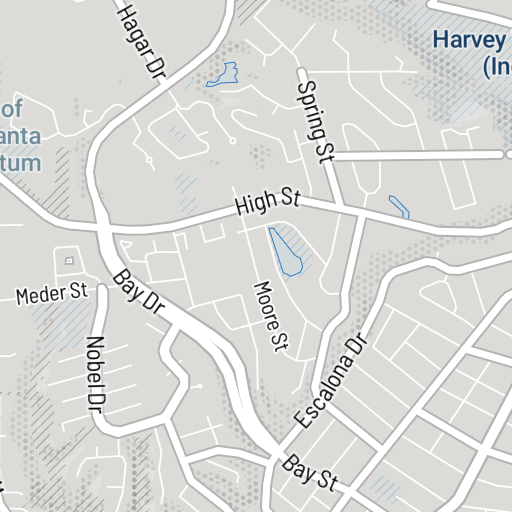 Hagar Dr
Harvey
(In
of
anta
tum
Spring St
High St
Meder St
Bay Dr
Moore St
Nobel Dr
Escalona Dr
Bay St